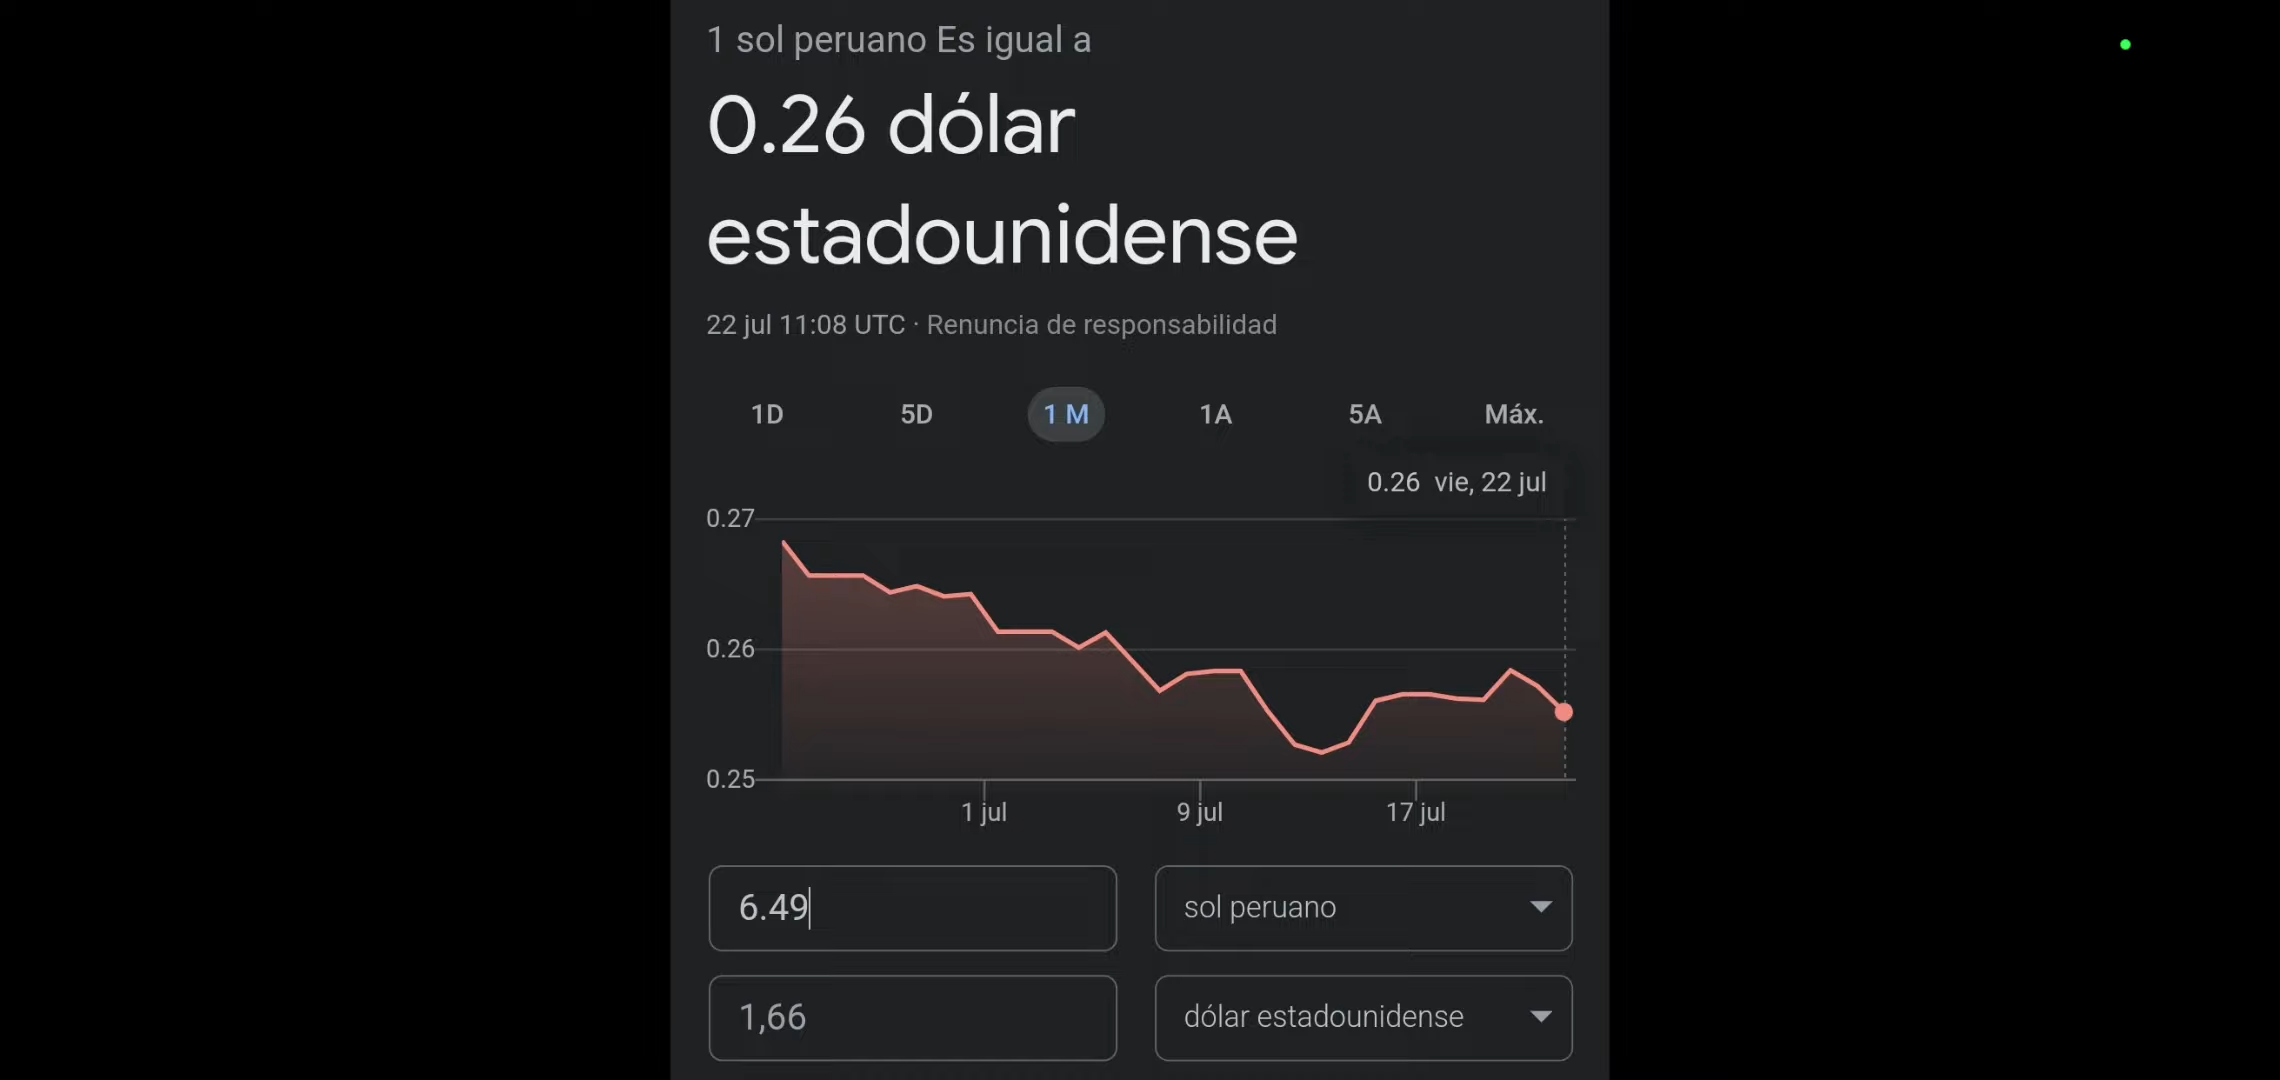 1 sol peruano Es igual a
0.26 dólar
estadounidense
22 jul 11:08 UTC · Renuncia de responsabilidad
1D 5D 1 M 1A 5A Máx.
0.26 vie, 22 jul
0.27
0.26
0.25
1 jul 9 jul 17 jul
6.49 sol peruano
1,66 dólar estadounidense